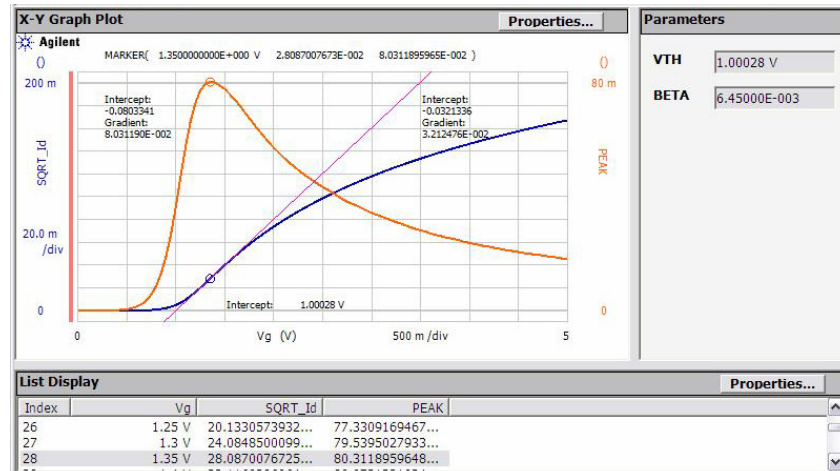 X-Y Graph Plot
Properties...
Parameters
Agilent
MARKER( 1.3500000000E+000 V 2.8087007673E-002 8.0311895965E-002 )
()
()
200 m
80 m
VTH 1.00028 V
BETA 6.45000E-003
Intercept:
-0.0803341
Gradient:
8.031190E-002
Intercept:
-0.0321336
Gradient:
3.212476E-002
SQRT_Id
PEAK
20.0 m
/div
Intercept: 1.00028 V
0
0
0 Vg (V) 500 m/div 5
List Display
Properties...
Index Vg SQRT_Id PEAK
26 1.25 V 20.1330573932... 77.3309169467...
27 1.3 V 24.0848500099... 79.5395027933...
28 1.35 V 28.0870076725... 80.3118959648...